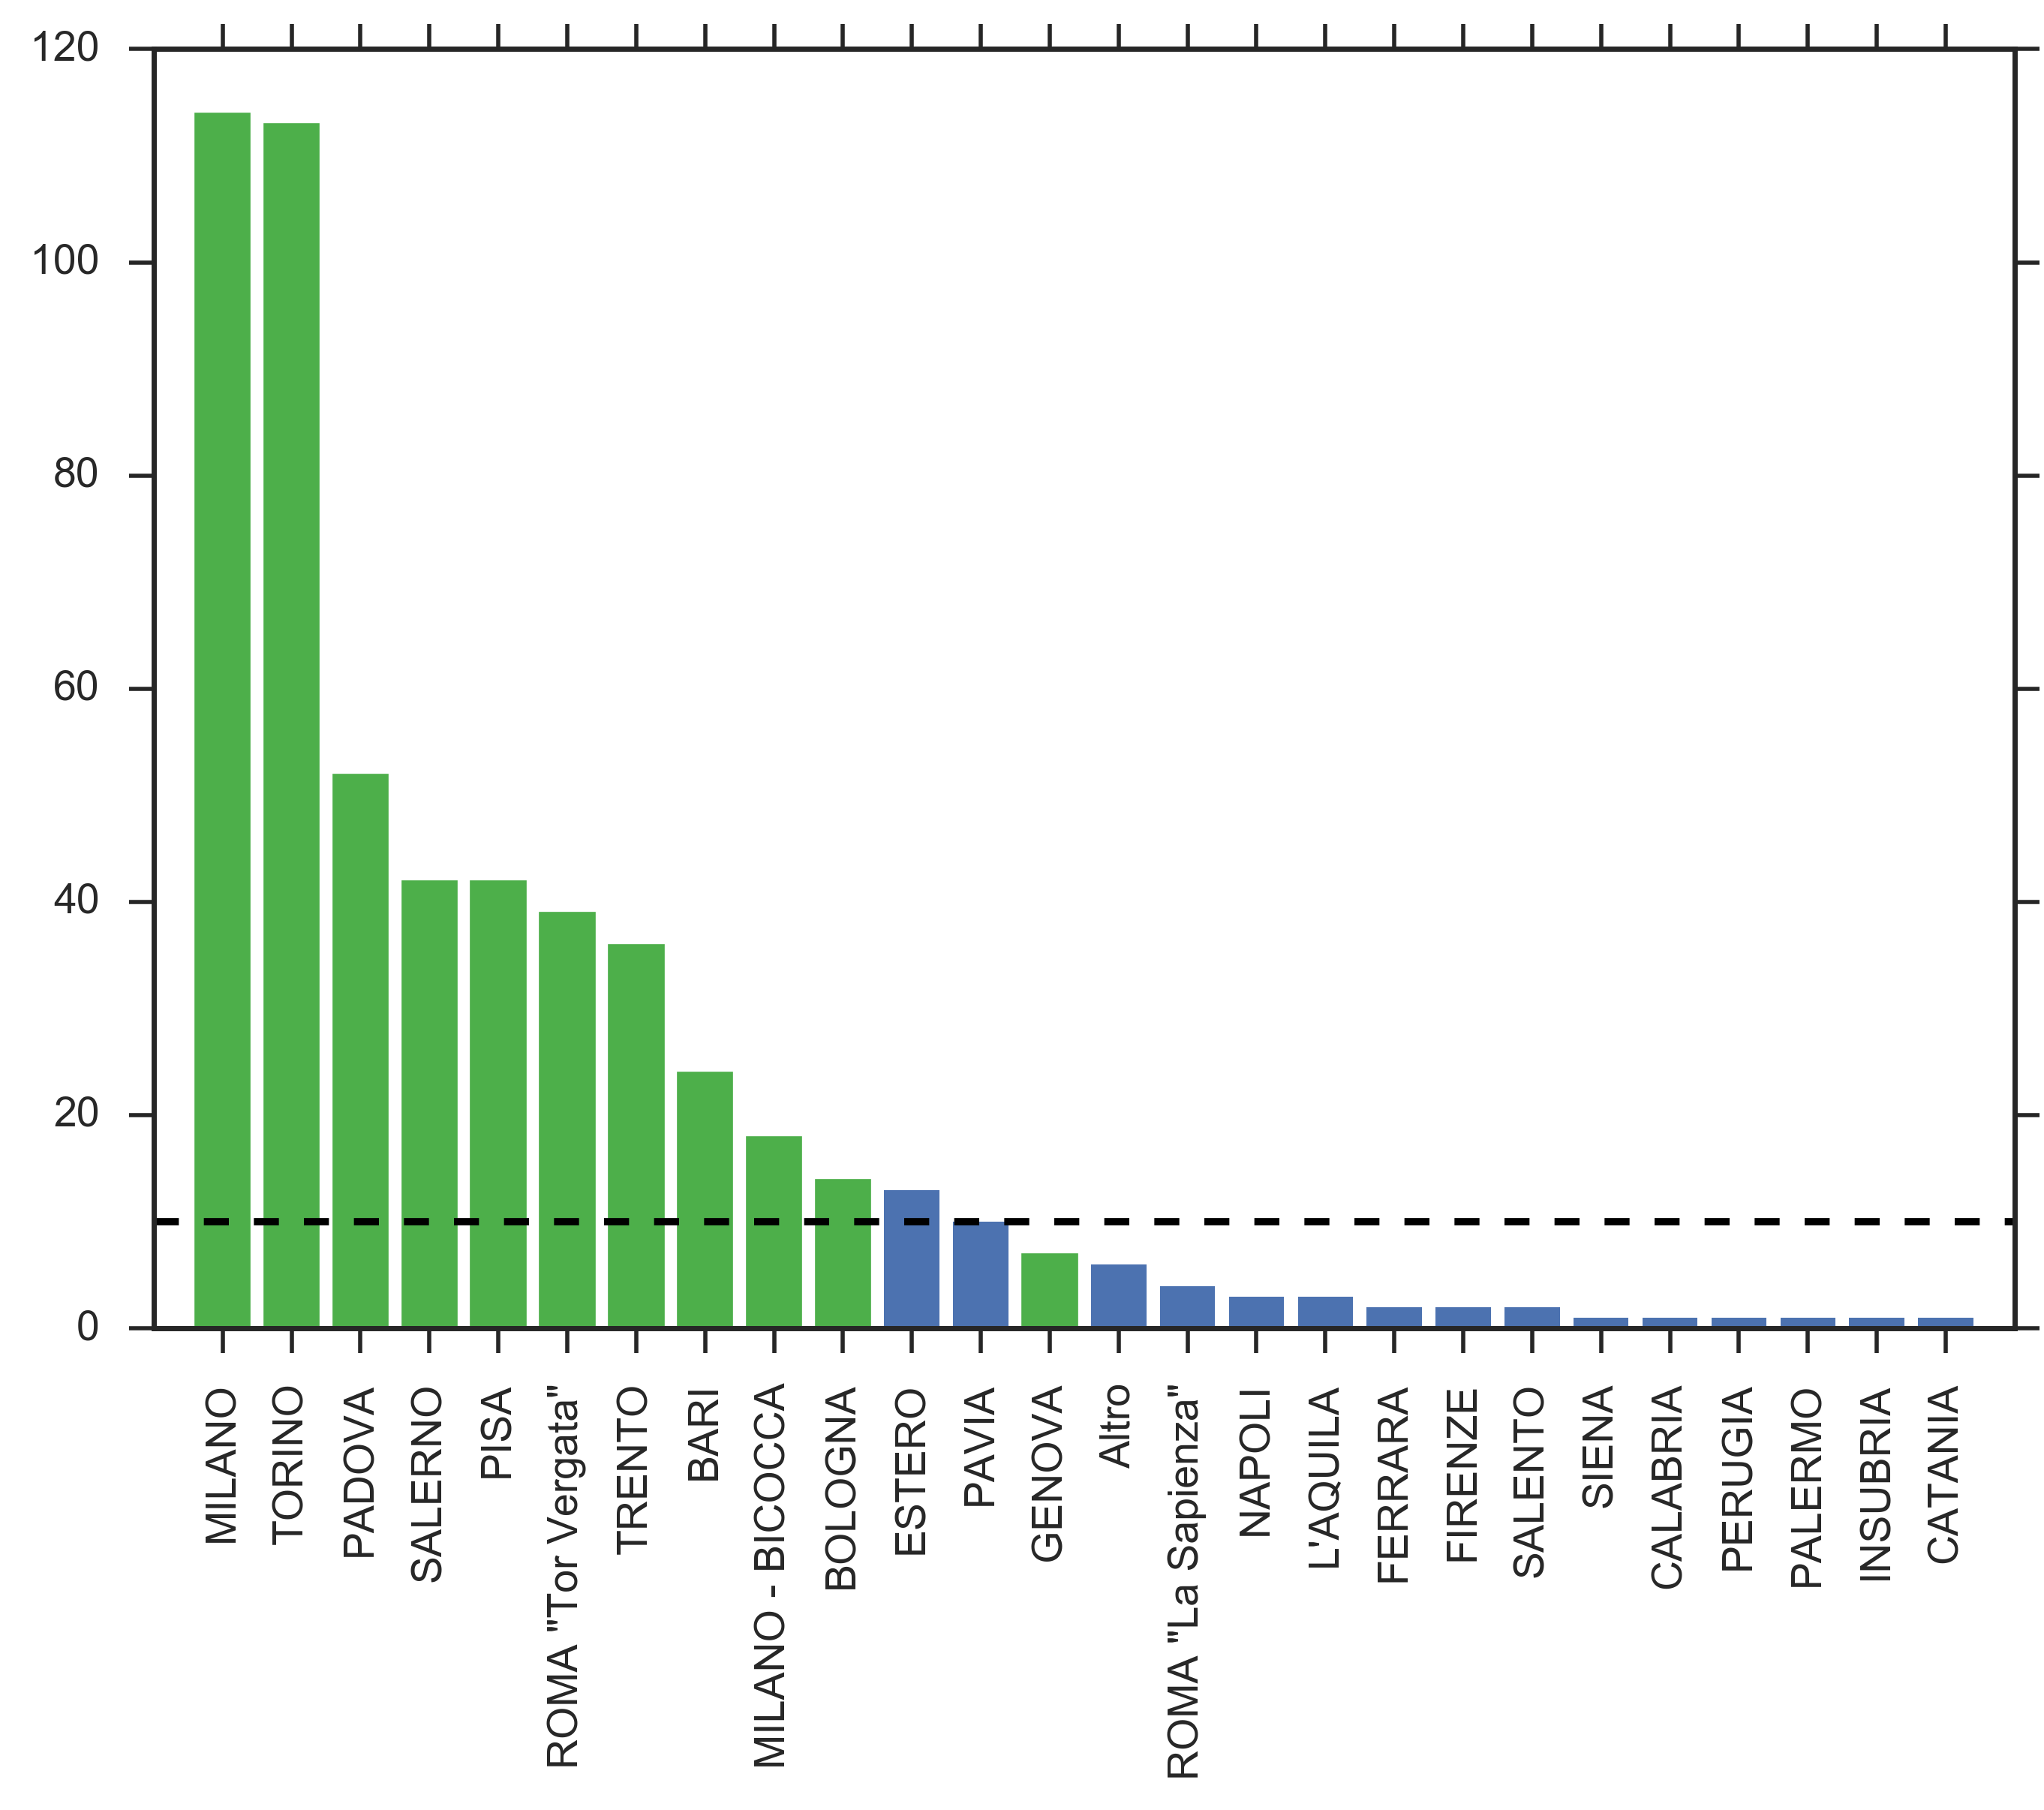 120
100
80
60
40
20
0
MILANO
TORINO
PADOVA
SALERNO
PISA
ROMA "Tor Vergata"
TRENTO
BARI
MILANO - BICOCCA
BOLOGNA
ESTERO
PAVIA
GENOVA
Altro
ROMA "La Sapienza"
NAPOLI
L'AQUILA
FERRARA
FIRENZE
SALENTO
SIENA
CALABRIA
PERUGIA
PALERMO
INSUBRIA
CATANIA